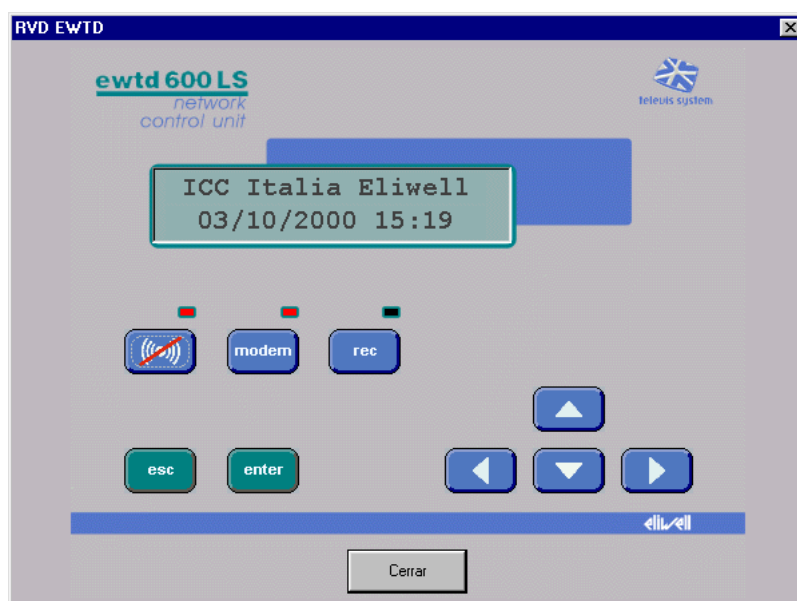 RVD EWTD
ewtd 600 LS
network
control unit
televis system
ICC Italia Eliwell
03/10/2000 15:19
modem
rec
esc
enter
eliwell
Cerrar